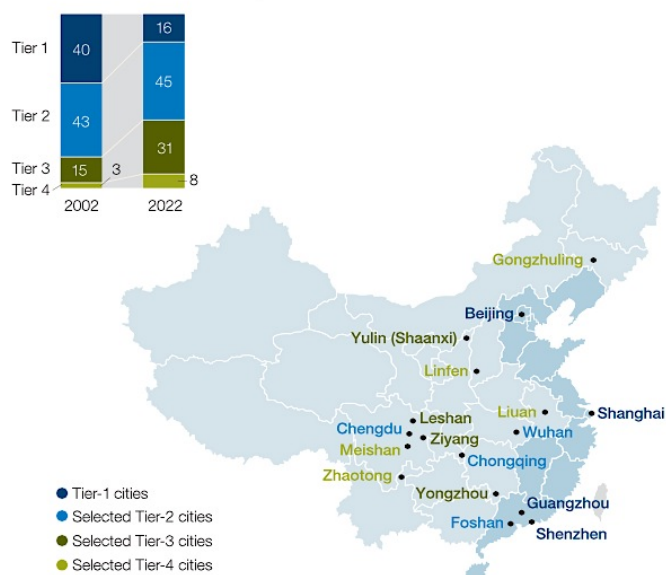 Tier 1
40
16
Tier 2
43
45
Tier 3
15
31
Tier 4
3
8
2002
2022
Gongzhuling
Beijing
Yulin (Shaanxi)
Linfen
Leshan
Liuan
Shanghai
Chengdu
Ziyang
Wuhan
Meishan
Chongqing
Zhaotong
Yongzhou
Guangzhou
Foshan
Shenzhen
Tier-1 cities
Selected Tier-2 cities
Selected Tier-3 cities
Selected Tier-4 cities